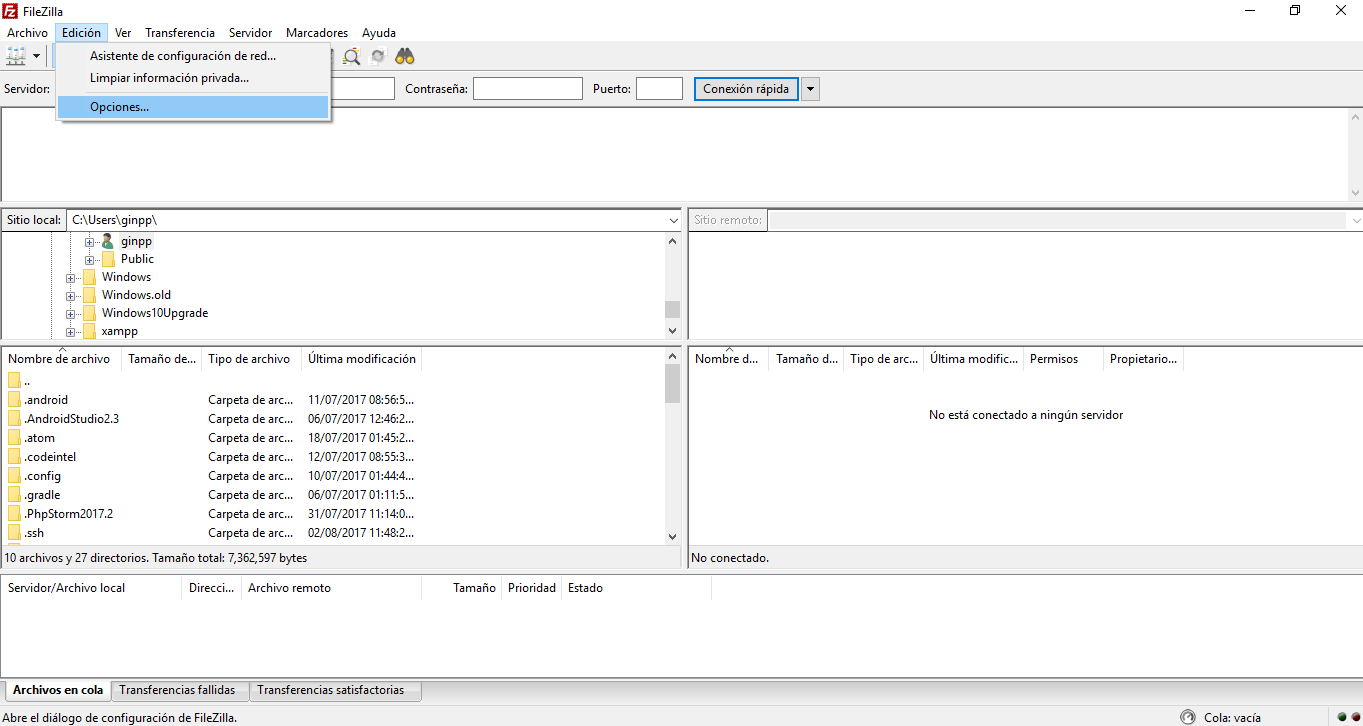 FileZilla
Archivo Edición Ver Transferencia Servidor Marcadores Ayuda
Asistente de configuración de red...
Limpiar información privada...
Opciones...
Servidor: Contraseña: Puerto: Conexión rápida
Sitio local: C:\Users\ginpp\
ginpp
Public
Windows
Windows.old
Windows10Upgrade
xampp
Sitio remoto:
Nombre de archivo Tamaño de... Tipo de archivo Última modificación
..
.android Carpeta de arc... 11/07/2017 08:56:5...
.AndroidStudio2.3 Carpeta de arc... 06/07/2017 12:46:2...
.atom Carpeta de arc... 18/07/2017 01:45:2...
.codeintel Carpeta de arc... 12/07/2017 08:55:3...
.config Carpeta de arc... 10/07/2017 01:44:4...
.gradle Carpeta de arc... 06/07/2017 01:11:5...
.PhpStorm2017.2 Carpeta de arc... 31/07/2017 11:14:0...
.ssh Carpeta de arc... 02/08/2017 11:48:2...
10 archivos y 27 directorios. Tamaño total: 7,362,597 bytes
Nombre d... Tamaño d... Tipo de arc... Última modific... Permisos Propietario...
No está conectado a ningún servidor
No conectado.
Servidor/Archivo local Direcci... Archivo remoto Tamaño Prioridad Estado
Archivos en cola Transferencias fallidas Transferencias satisfactorias
Abre el diálogo de configuración de FileZilla. Cola: vacía